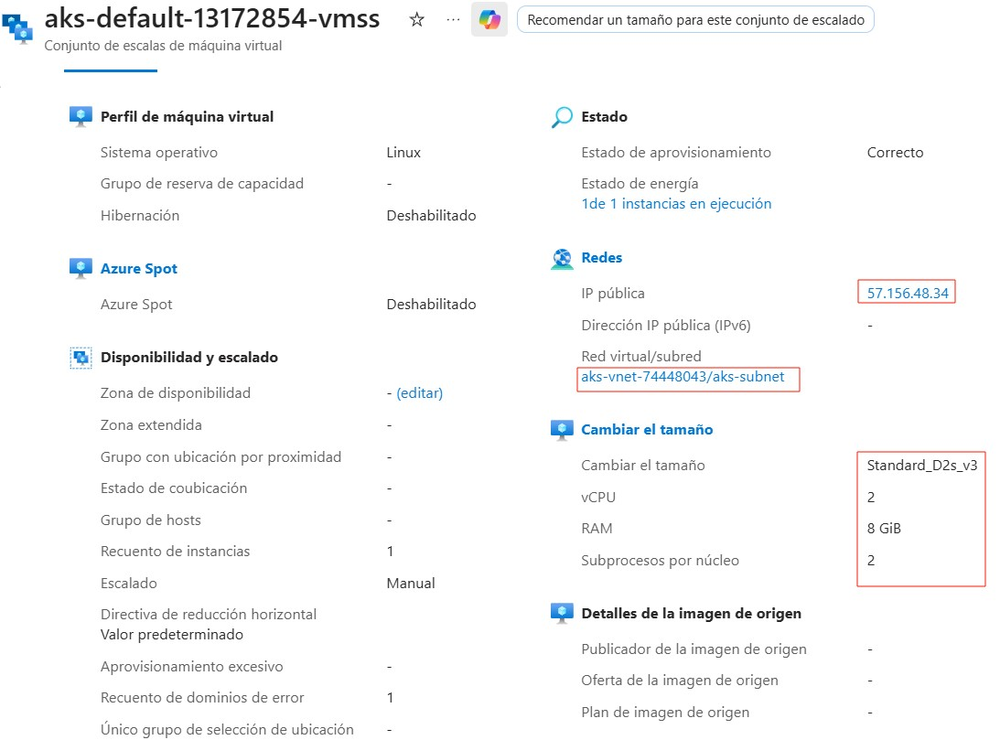 aks-default-13172854-vmss
Recomendar un tamaño para este conjunto de escalado
Conjunto de escalas de máquina virtual
Perfil de máquina virtual
Sistema operativo Linux
Grupo de reserva de capacidad -
Hibernación Deshabilitado
Azure Spot
Azure Spot Deshabilitado
Disponibilidad y escalado
Zona de disponibilidad - (editar)
Zona extendida -
Grupo con ubicación por proximidad -
Estado de coubicación -
Grupo de hosts -
Recuento de instancias 1
Escalado Manual
Directiva de reducción horizontal
Valor predeterminado
Aprovisionamiento excesivo -
Recuento de dominios de error 1
Único grupo de selección de ubicación -
Estado
Estado de aprovisionamiento Correcto
Estado de energía
1de 1 instancias en ejecución
Redes
IP pública 57.156.48.34
Dirección IP pública (IPv6) -
Red virtual/subred
aks-vnet-74448043/aks-subnet
Cambiar el tamaño
Cambiar el tamaño Standard_D2s_v3
vCPU 2
RAM 8 GiB
Subprocesos por núcleo 2
Detalles de la imagen de origen
Publicador de la imagen de origen -
Oferta de la imagen de origen -
Plan de imagen de origen -